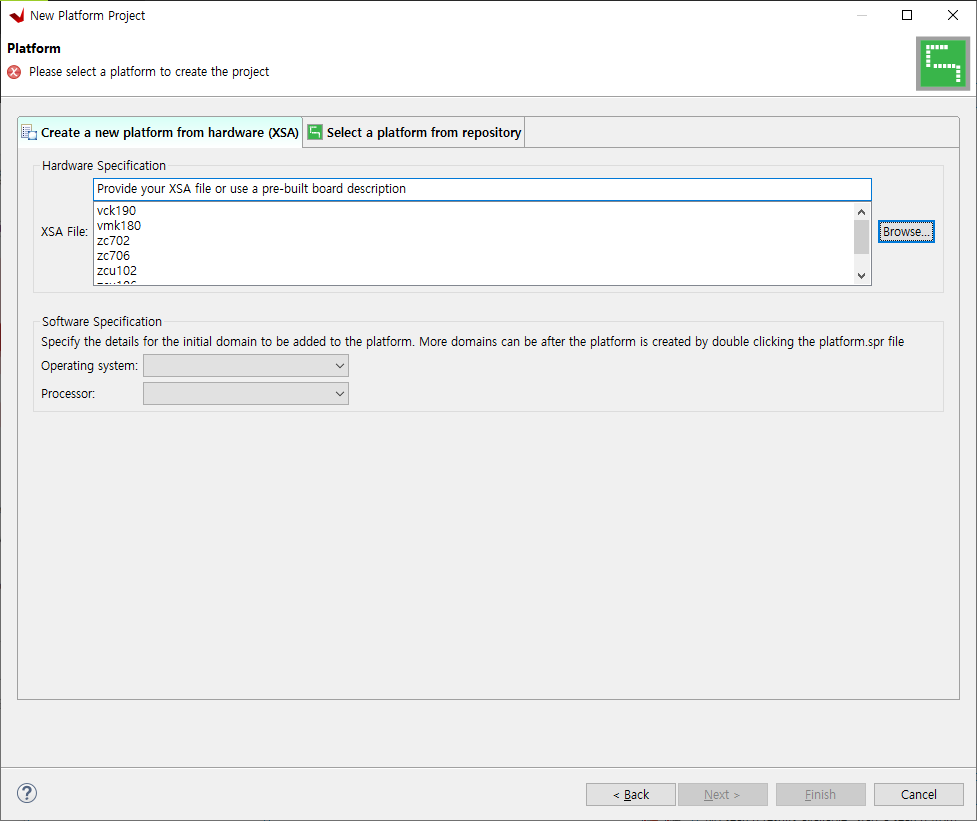 New Platform Project
Platform
Please select a platform to create the project
Create a new platform from hardware (XSA)
Select a platform from repository
Hardware Specification
Provide your XSA file or use a pre-built board description
XSA File:
vck190
vmk180
zc702
zc706
zcu102
Browse...
Software Specification
Specify the details for the initial domain to be added to the platform. More domains can be after the platform is created by double clicking the platform.spr file
Operating system:
Processor:
?
< Back
Next >
Finish
Cancel